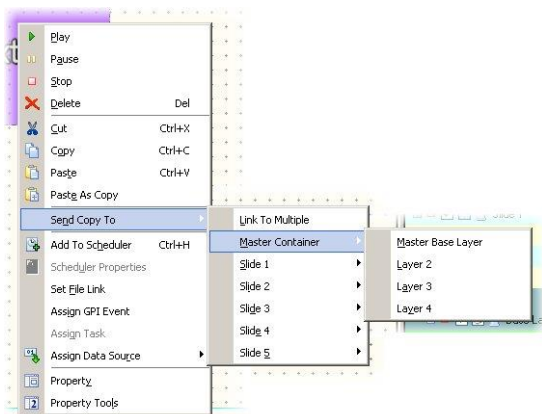 Play
Pause
Stop
Delete Del
Cut Ctrl+X
Copy Ctrl+C
Paste Ctrl+V
Paste As Copy
Send Copy To
Add To Scheduler Ctrl+H
Scheduler Properties
Set File Link
Assign GPI Event
Assign Task
Assign Data Source
Property
Property Tools
Link To Multiple
Master Container
Slide 1
Slide 2
Slide 3
Slide 4
Slide 5
Master Base Layer
Layer 2
Layer 3
Layer 4